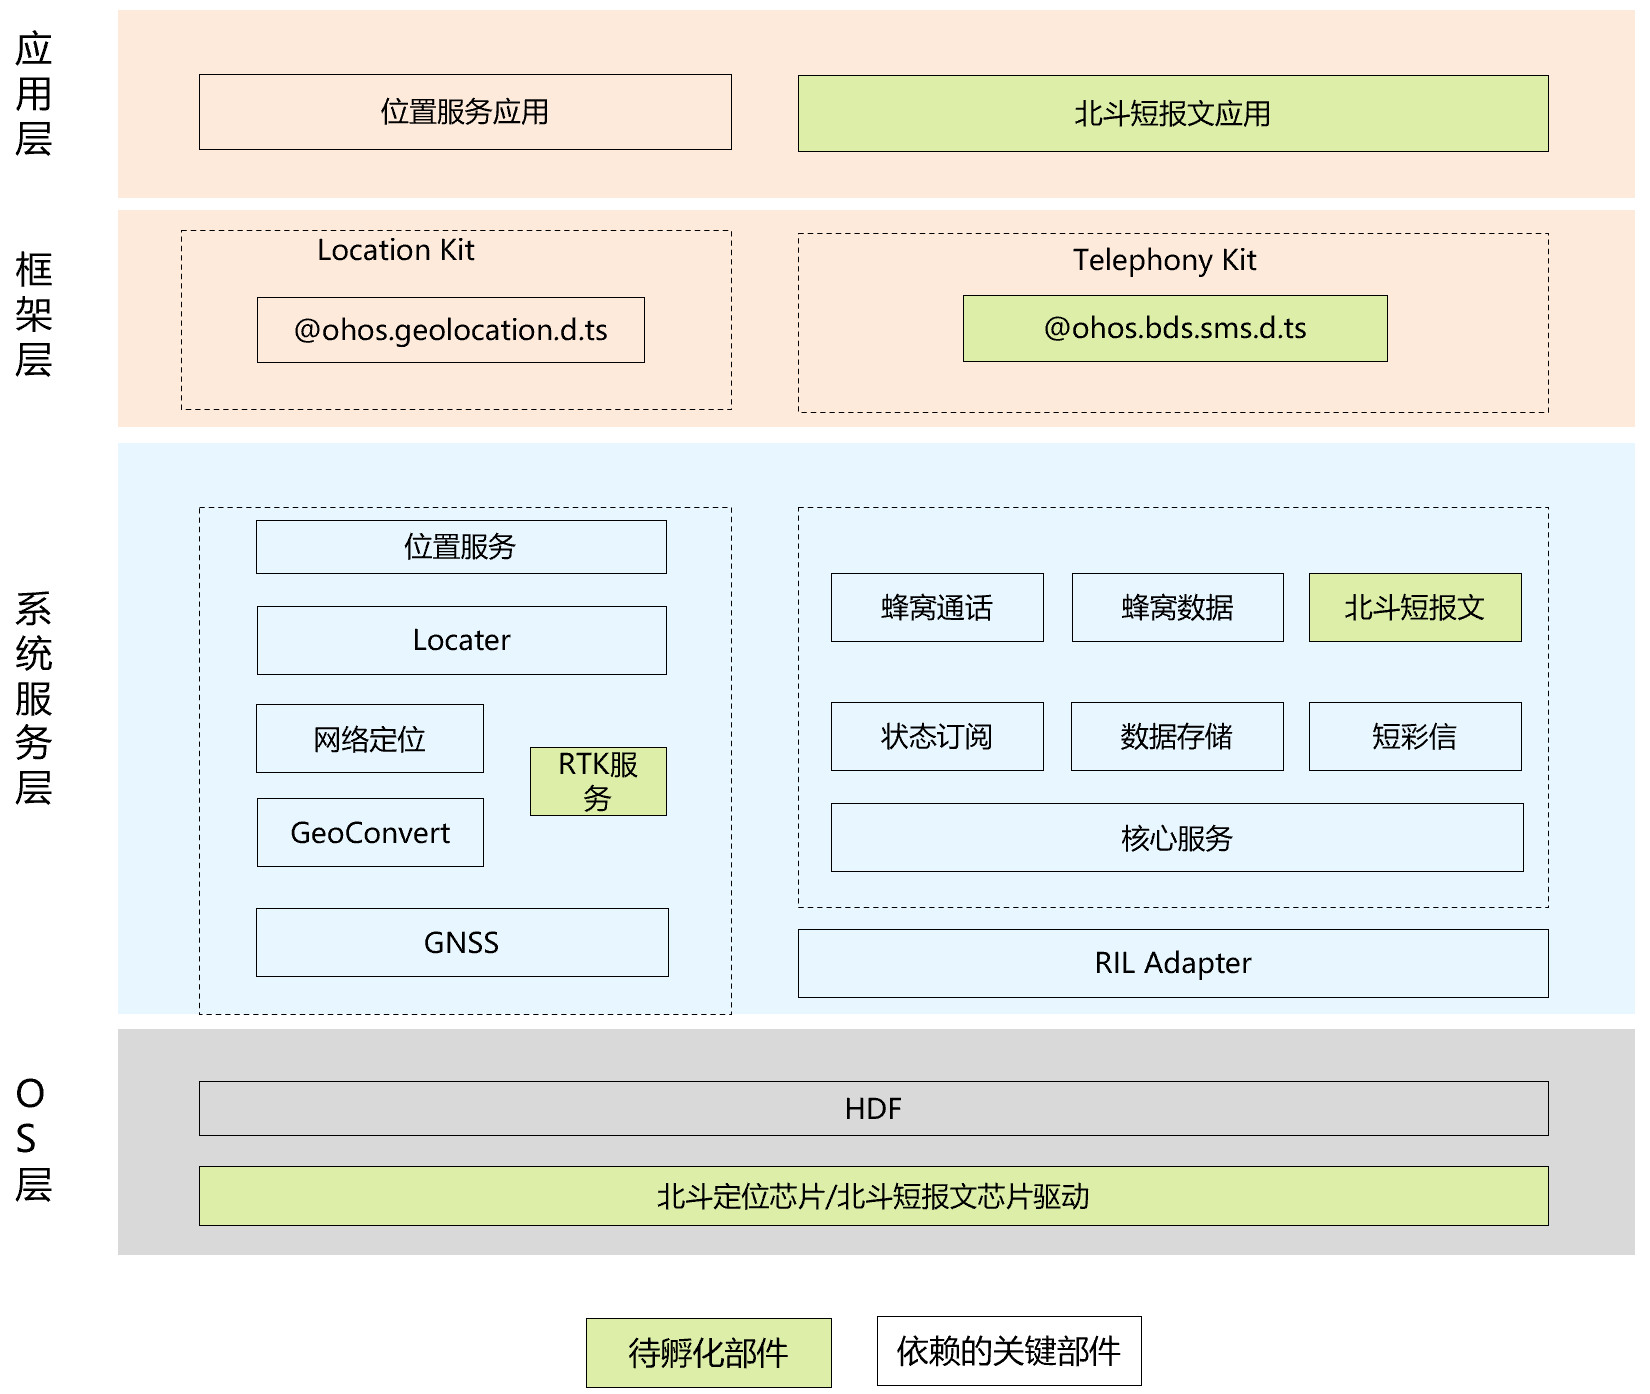 应用层
位置服务应用
北斗短报文应用
框架层
Location Kit
@ohos.geolocation.d.ts
Telephony Kit
@ohos.bds.sms.d.ts
系统服务层
位置服务
Locater
网络定位
RTK服
务
GeoConvert
GNSS
蜂窝通话
蜂窝数据
北斗短报文
状态订阅
数据存储
短彩信
核心服务
RIL Adapter
OS层
HDF
北斗定位芯片/北斗短报文芯片驱动
待孵化部件
依赖的关键部件